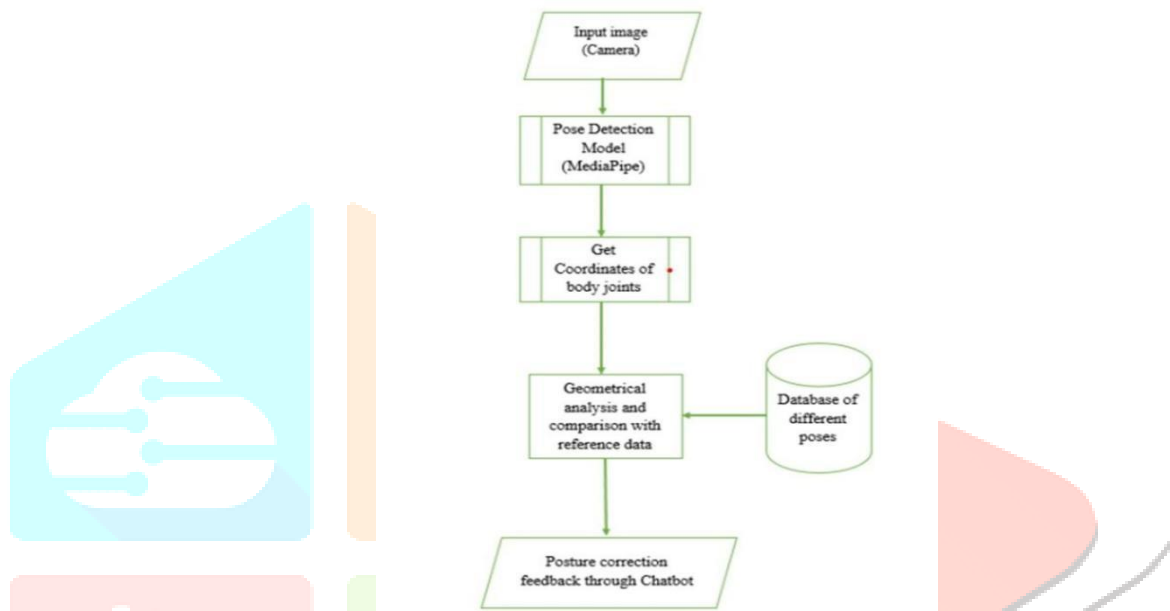 Input image
(Camera)
Pose Detection
Model
(MediaPipe)
Get
Coordinates of
body joints
Geometrical
analysis and
comparison with
reference data
Database of
different
poses
Posture correction
feedback through Chatbot